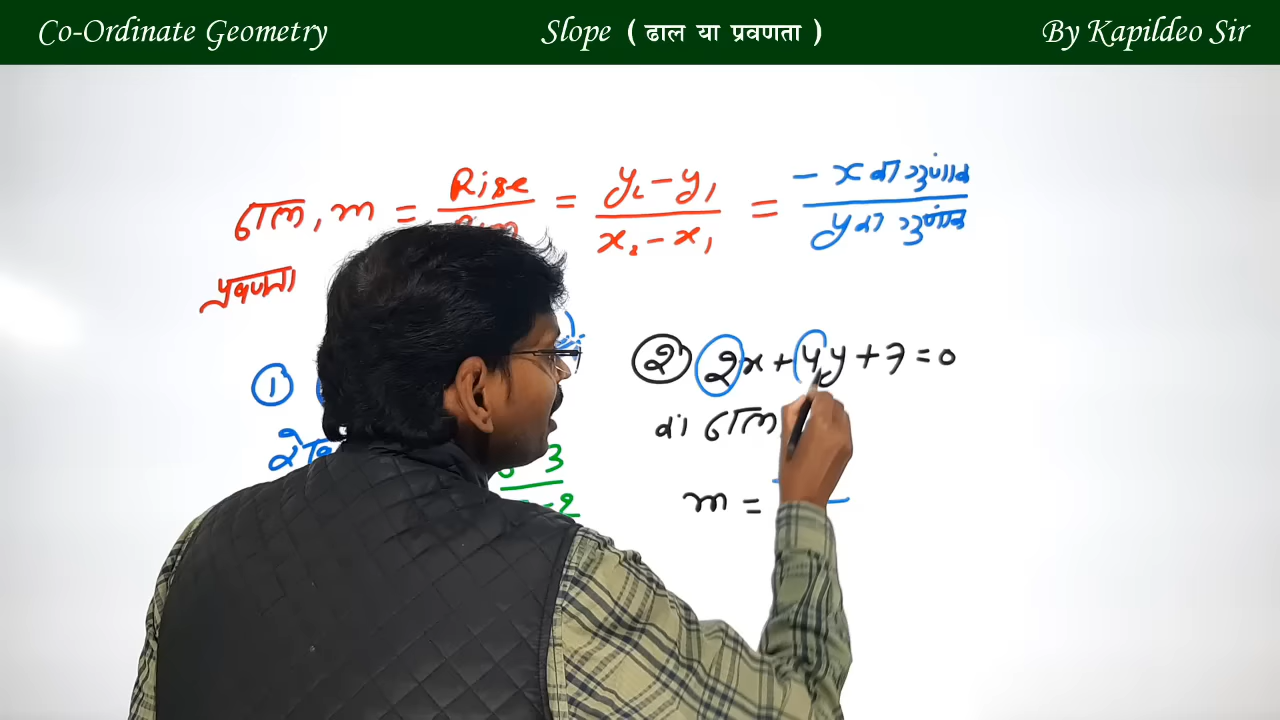 Co-Ordinate Geometry
Slope ( ढाल या प्रवणता )
By Kapildeo Sir
ढाल, m = Rise = y₂ - y₁ / x₂ - x₁ = - x का गुणांक / y का गुणांक
प्रवणता
①
② 2x + 4y + 7 = 0
का ढाल
3
2
m =